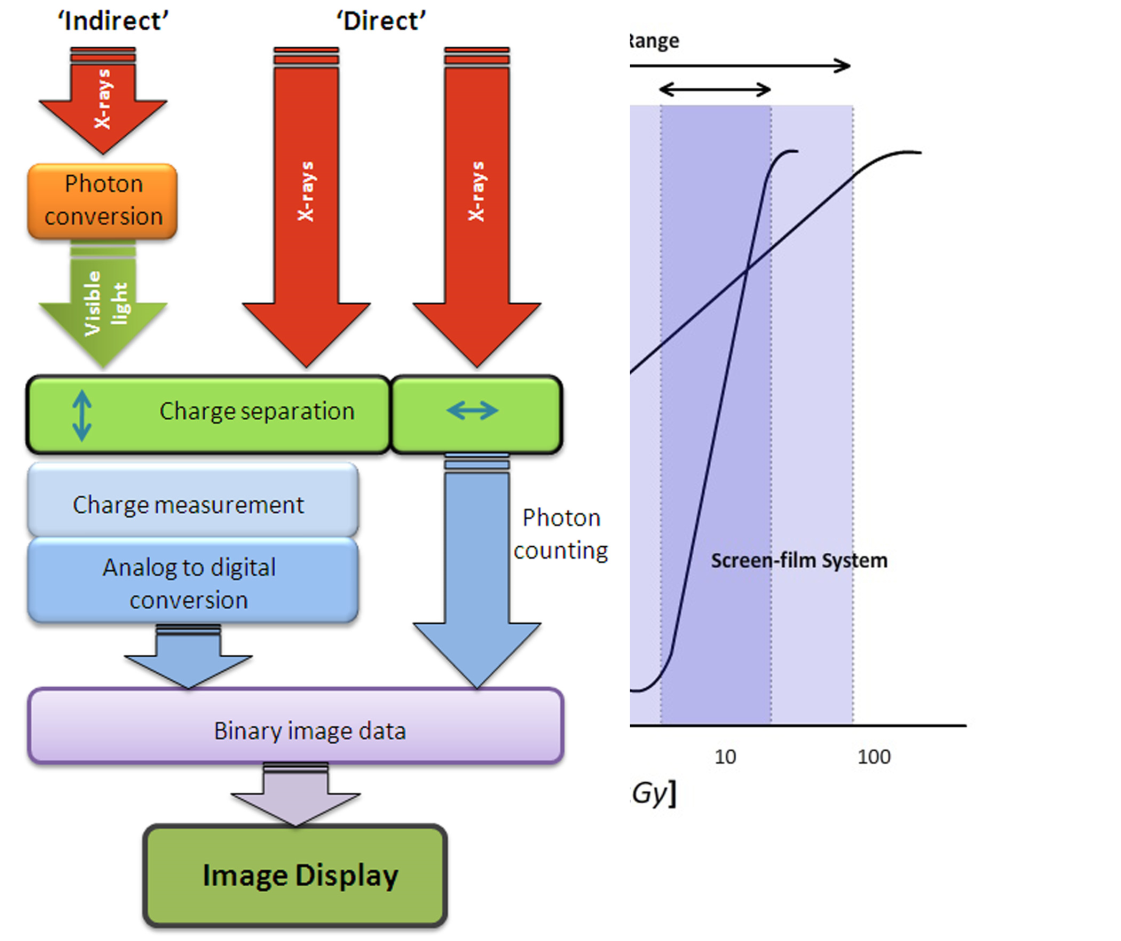 ‘Indirect’
‘Direct’
X-rays
X-rays
X-rays
Photon
conversion
Visible
light
Charge separation
Charge measurement
Analog to digital
conversion
Photon
counting
Binary image data
Image Display
Range
Screen-film System
10
100
Gy]